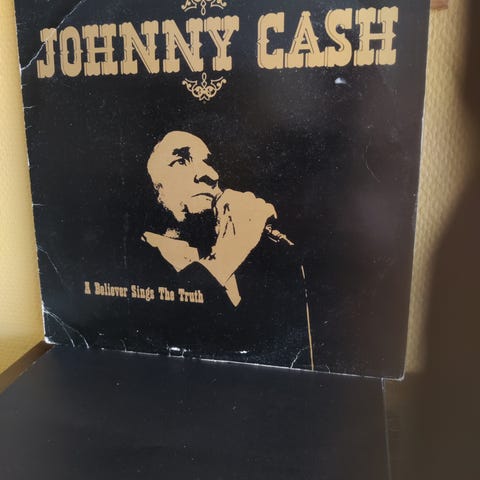 JOHNNY CASH
A Believer Sings The Truth